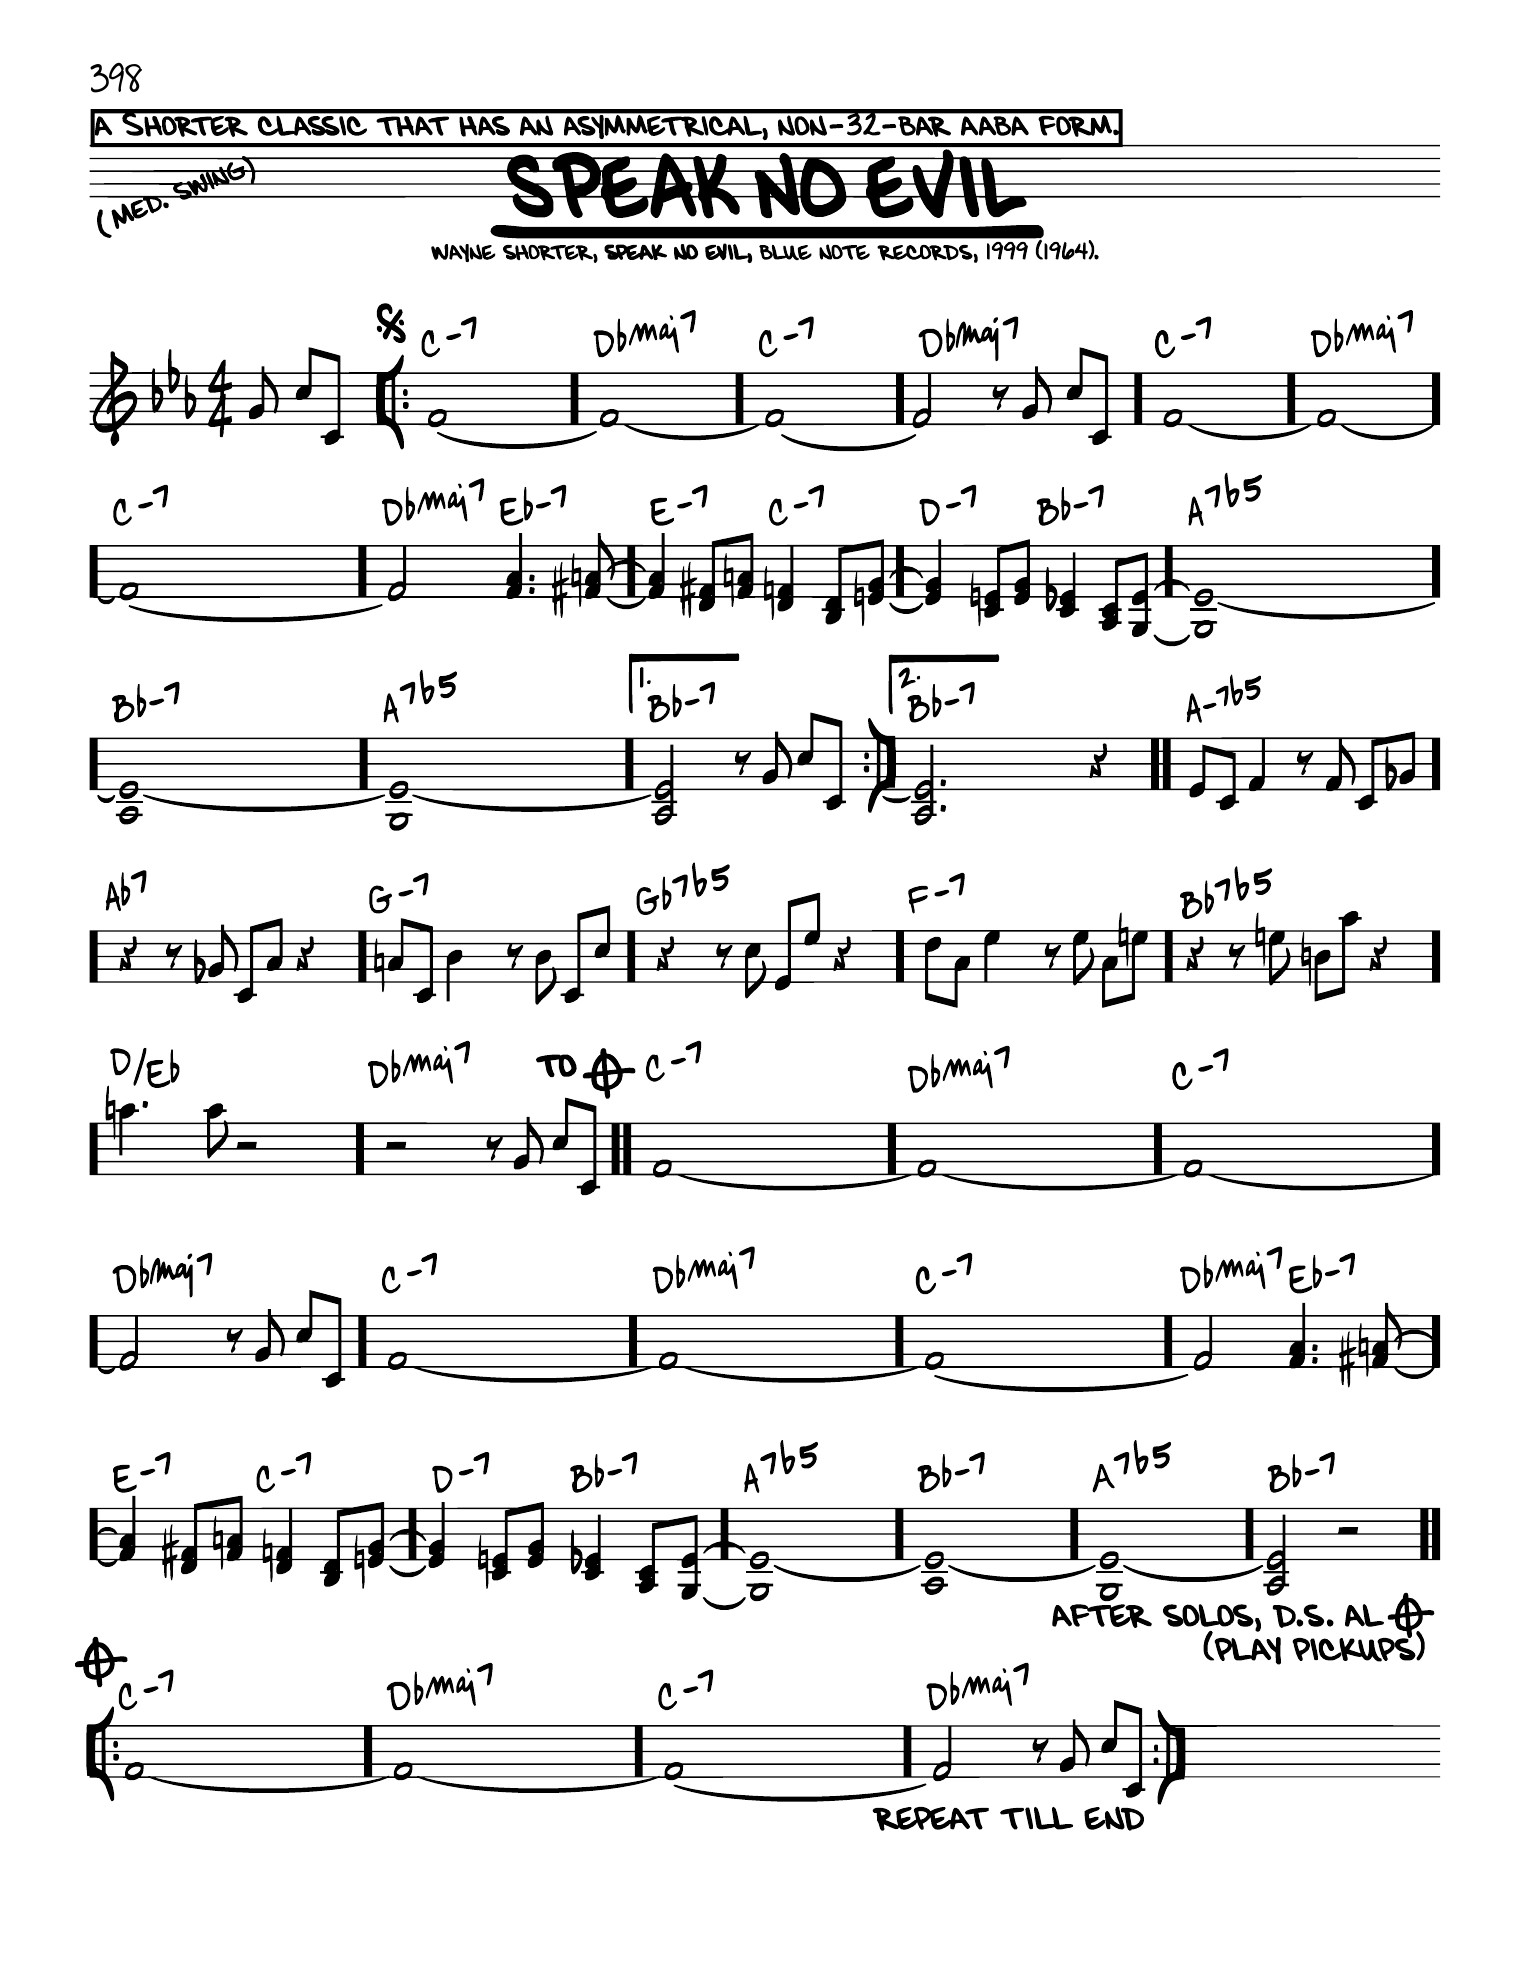 398
A SHORTER CLASSIC THAT HAS AN ASYMMETRICAL, NON-32-BAR AABA FORM.
(MED. SWING)
SPEAK NO EVIL
WAYNE SHORTER, SPEAK NO EVIL, BLUE NOTE RECORDS, 1999 (1964).
C-7 Dbmaj7 C-7 Dbmaj7 C-7 Dbmaj7
4
4
C-7 Dbmaj7 Eb-7 E-7 C-7 D-7 Bb-7 A7b5
Bb-7 A7b5 1. Bb-7 2. Bb-7 A-7b5
Ab7 G-7 Gb7b5 F-7 Bb7b5
D/Eb Dbmaj7 TO C-7 Dbmaj7 C-7
Dbmaj7 C-7 Dbmaj7 C-7 Dbmaj7 Eb-7
E-7 C-7 D-7 Bb-7 A7b5 Bb-7 A7b5 Bb-7
AFTER SOLOS, D.S. AL
(PLAY PICKUPS)
C-7 Dbmaj7 C-7 Dbmaj7
REPEAT TILL END